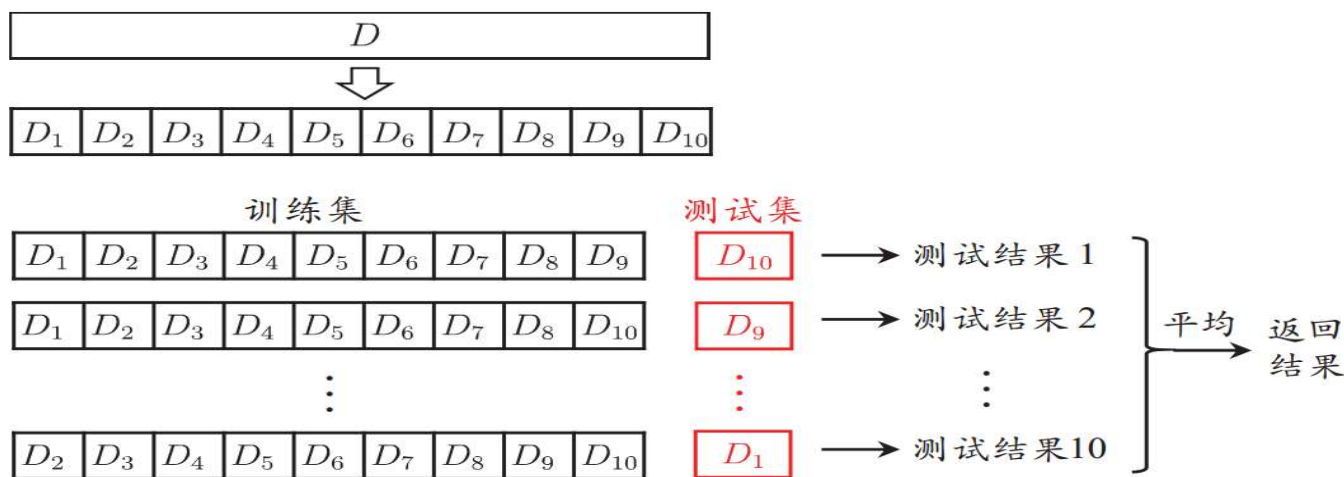 D
D₁ D₂ D₃ D₄ D₅ D₆ D₇ D₈ D₉ D₁₀
训练集 测试集
D₁ D₂ D₃ D₄ D₅ D₆ D₇ D₈ D₉ D₁₀ 测试结果 1
D₁ D₂ D₃ D₄ D₅ D₆ D₇ D₈ D₁₀ D₉ 测试结果 2
平均 返回结果
⋮ ⋮ ⋮
D₂ D₃ D₄ D₅ D₆ D₇ D₈ D₉ D₁₀ D₁ 测试结果10